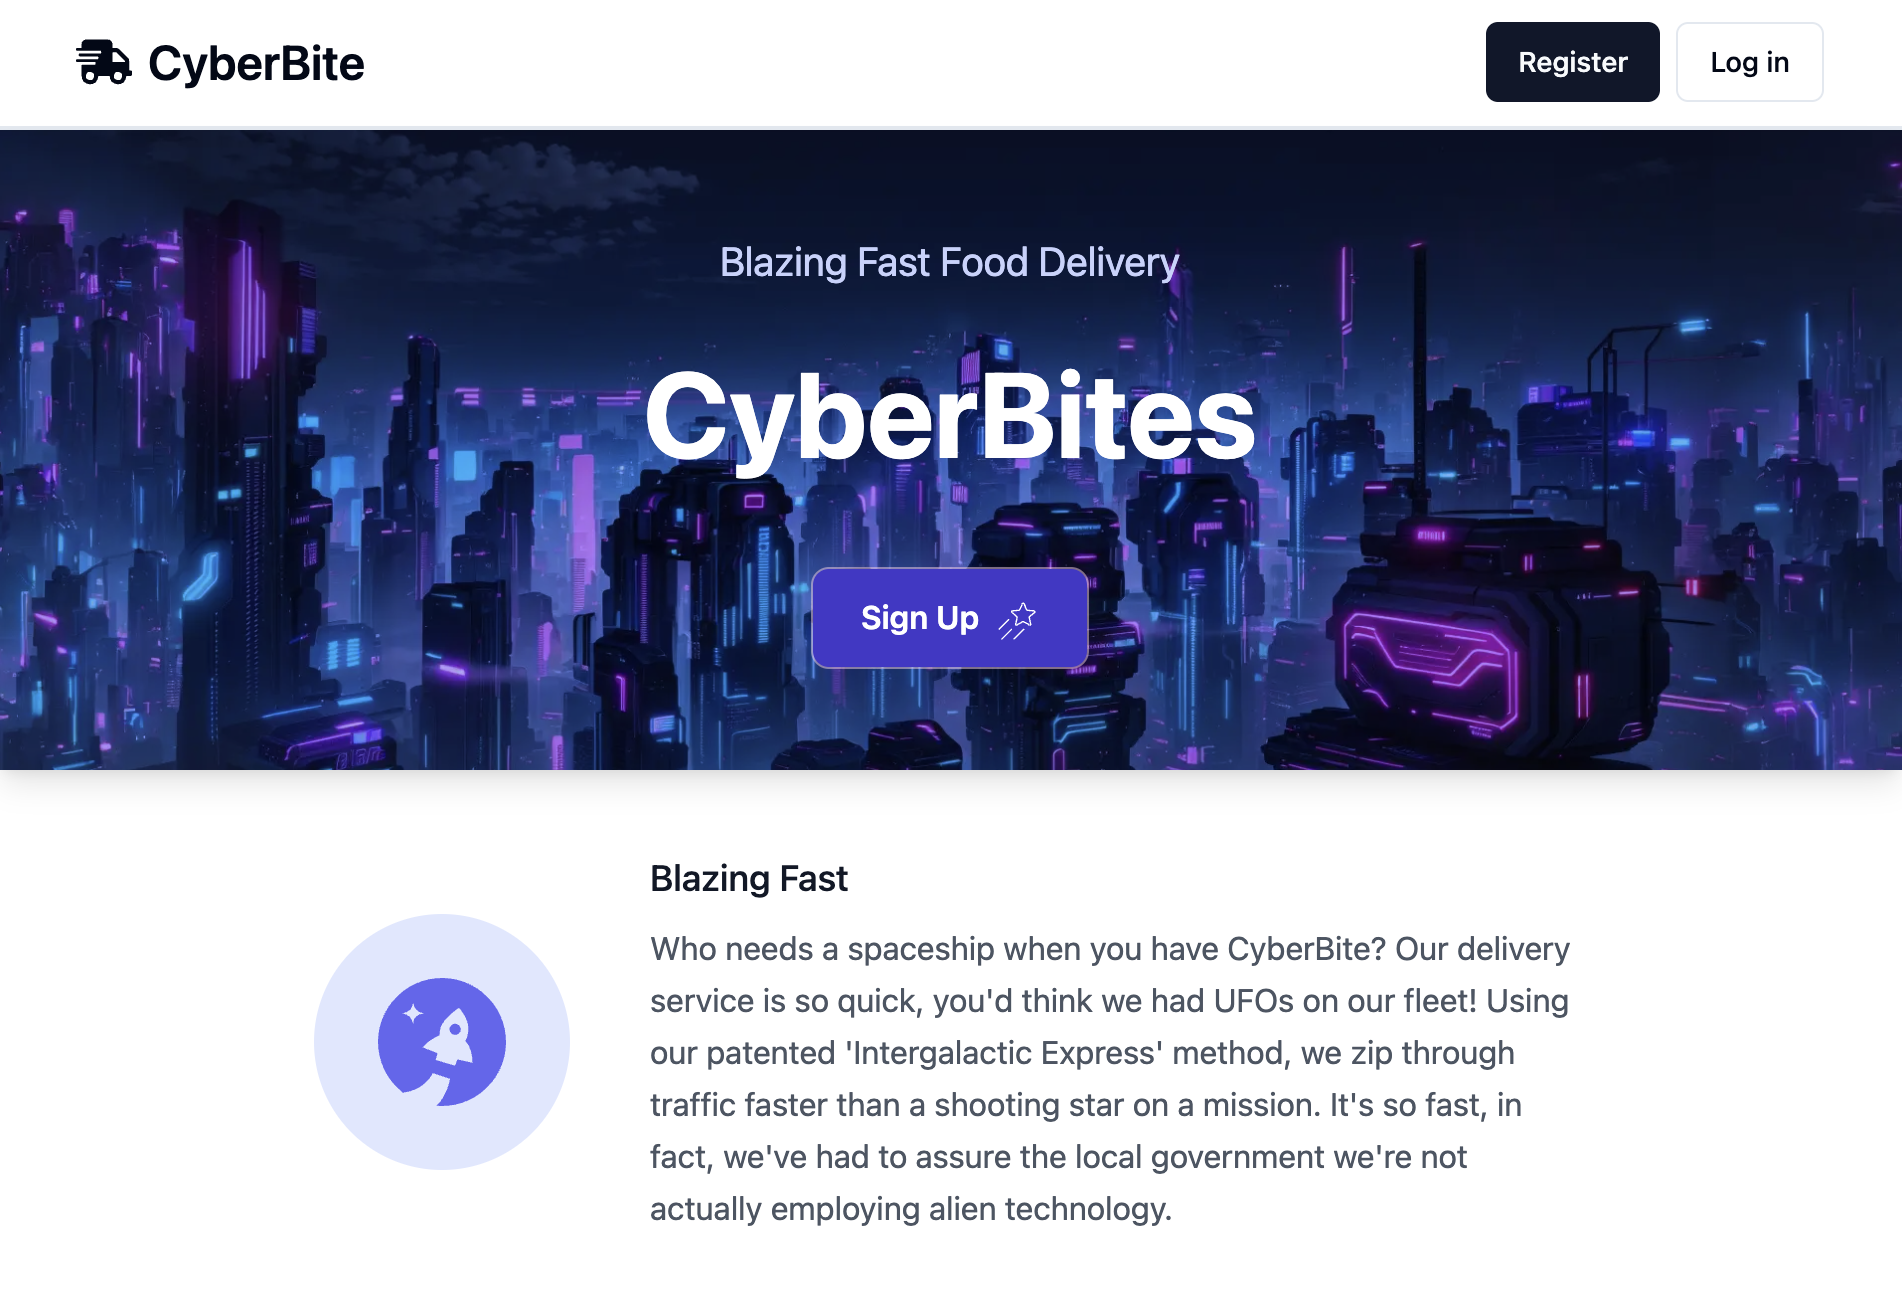 CyberBite
Register
Log in
Blazing Fast Food Delivery
CyberBites
Sign Up
Blazing Fast
Who needs a spaceship when you have CyberBite? Our delivery
service is so quick, you'd think we had UFOs on our fleet! Using
our patented 'Intergalactic Express' method, we zip through
traffic faster than a shooting star on a mission. It's so fast, in
fact, we've had to assure the local government we're not
actually employing alien technology.